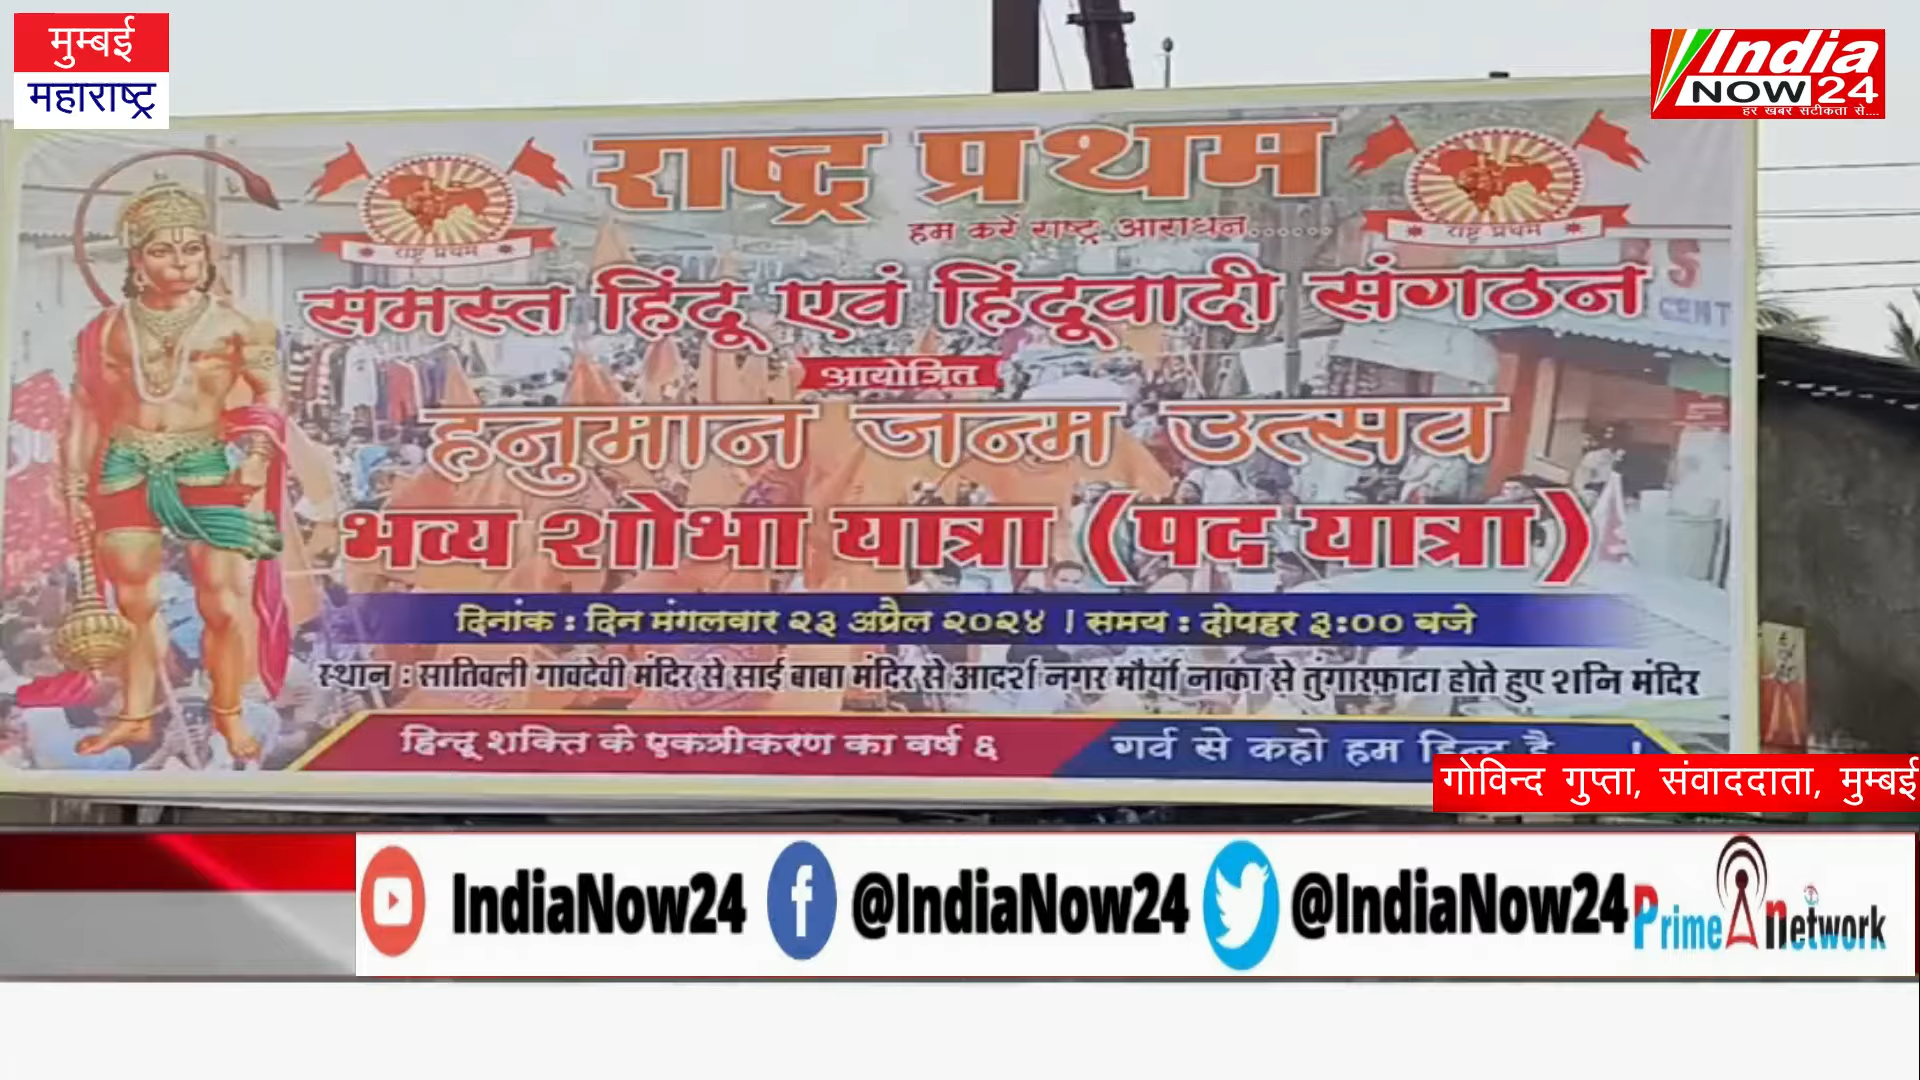 मुम्बई
महाराष्ट्र
India
NOW 24
हर खबर सटीकता से....
राष्ट्र प्रथम
हम करें राष्ट्र आराधन......
राष्ट्र प्रथम
राष्ट्र प्रथम
समस्त हिंदू एवं हिंदूवादी संगठन
आयोजित
हनुमान जन्म उत्सव
भव्य शोभा यात्रा (पद यात्रा)
दिनांक : दिन मंगलवार २३ अप्रैल २०२४ । समय : दोपहर ३:०० बजे
स्थान : सातिवली गावदेवी मंदिर से साई बाबा मंदिर से आदर्श नगर मौर्या नाका से तुंगारफाटा होते हुए शनि मंदिर
हिन्दू शक्ति के एकत्रीकरण का वर्ष ६
गर्व से कहो हम
गोविन्द गुप्ता, संवाददाता, मुम्बई
IndiaNow24 @IndiaNow24 @IndiaNow24 Prime Network